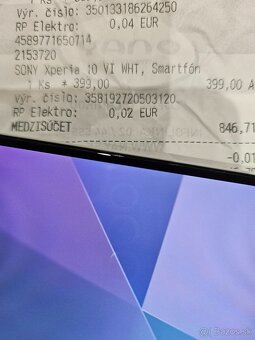 Výr. číslo: 350133186264250
RP Elektro:
0,04 EUR
4589771650714
2153720
SONY Xperia 10 VI WHT, Smartfón
1 Ks * 399,00 399,00 A
Výr. číslo: 358192720503120
RP Elektro:
0,02 EUR
MEDZISÚČET 846,71
-0.01